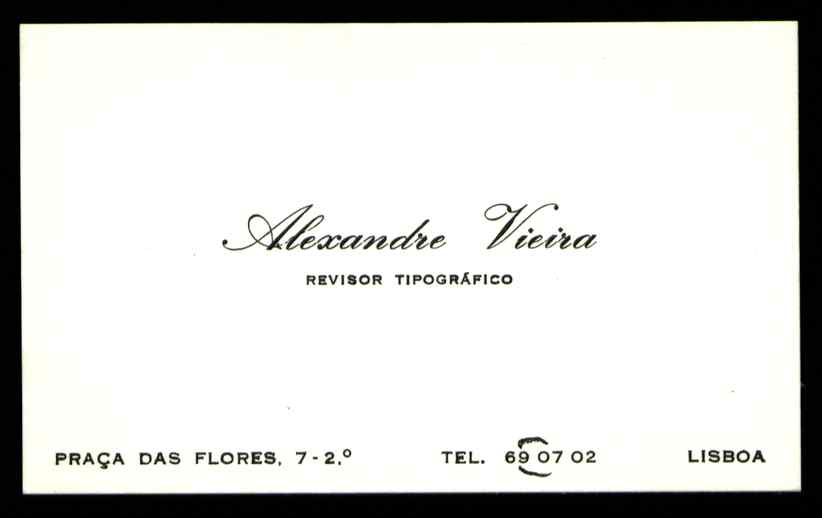 Alexandre Vieira
REVISOR TIPOGRÁFICO
PRAÇA DAS FLORES, 7-2.º TEL. 69 07 02 LISBOA